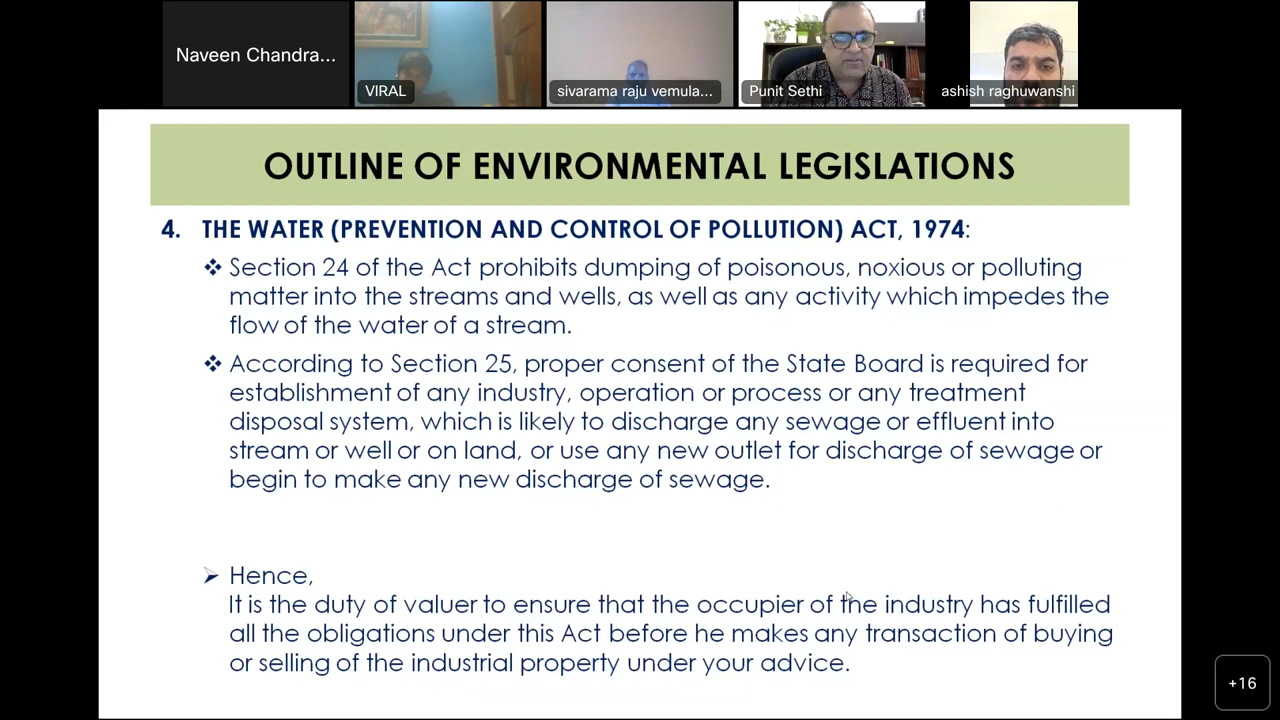 Naveen Chandra...
VIRAL
sivarama raju vemula...
Punit Sethi
ashish raghuwanshi
OUTLINE OF ENVIRONMENTAL LEGISLATIONS
4. THE WATER (PREVENTION AND CONTROL OF POLLUTION) ACT, 1974:
❖ Section 24 of the Act prohibits dumping of poisonous, noxious or polluting
matter into the streams and wells, as well as any activity which impedes the
flow of the water of a stream.
❖ According to Section 25, proper consent of the State Board is required for
establishment of any industry, operation or process or any treatment
disposal system, which is likely to discharge any sewage or effluent into
stream or well or on land, or use any new outlet for discharge of sewage or
begin to make any new discharge of sewage.
➢ Hence,
It is the duty of valuer to ensure that the occupier of the industry has fulfilled
all the obligations under this Act before he makes any transaction of buying
or selling of the industrial property under your advice.
+16